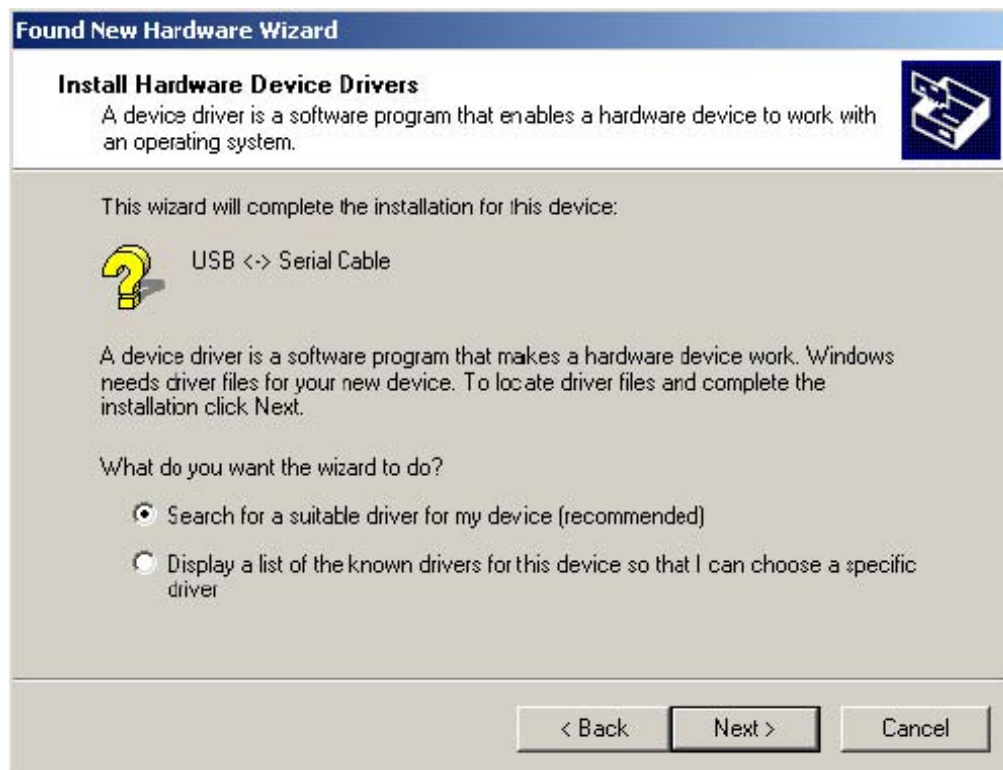 Found New Hardware Wizard
Install Hardware Device Drivers
A device driver is a software program that enables a hardware device to work with
an operating system.
This wizard will complete the installation for this device:
USB <-> Serial Cable
A device driver is a software program that makes a hardware device work. Windows
needs driver files for your new device. To locate driver files and complete the
installation click Next.
What do you want the wizard to do?
Search for a suitable driver for my device (recommended)
Display a list of the known drivers for this device so that I can choose a specific
driver
< Back
Next >
Cancel